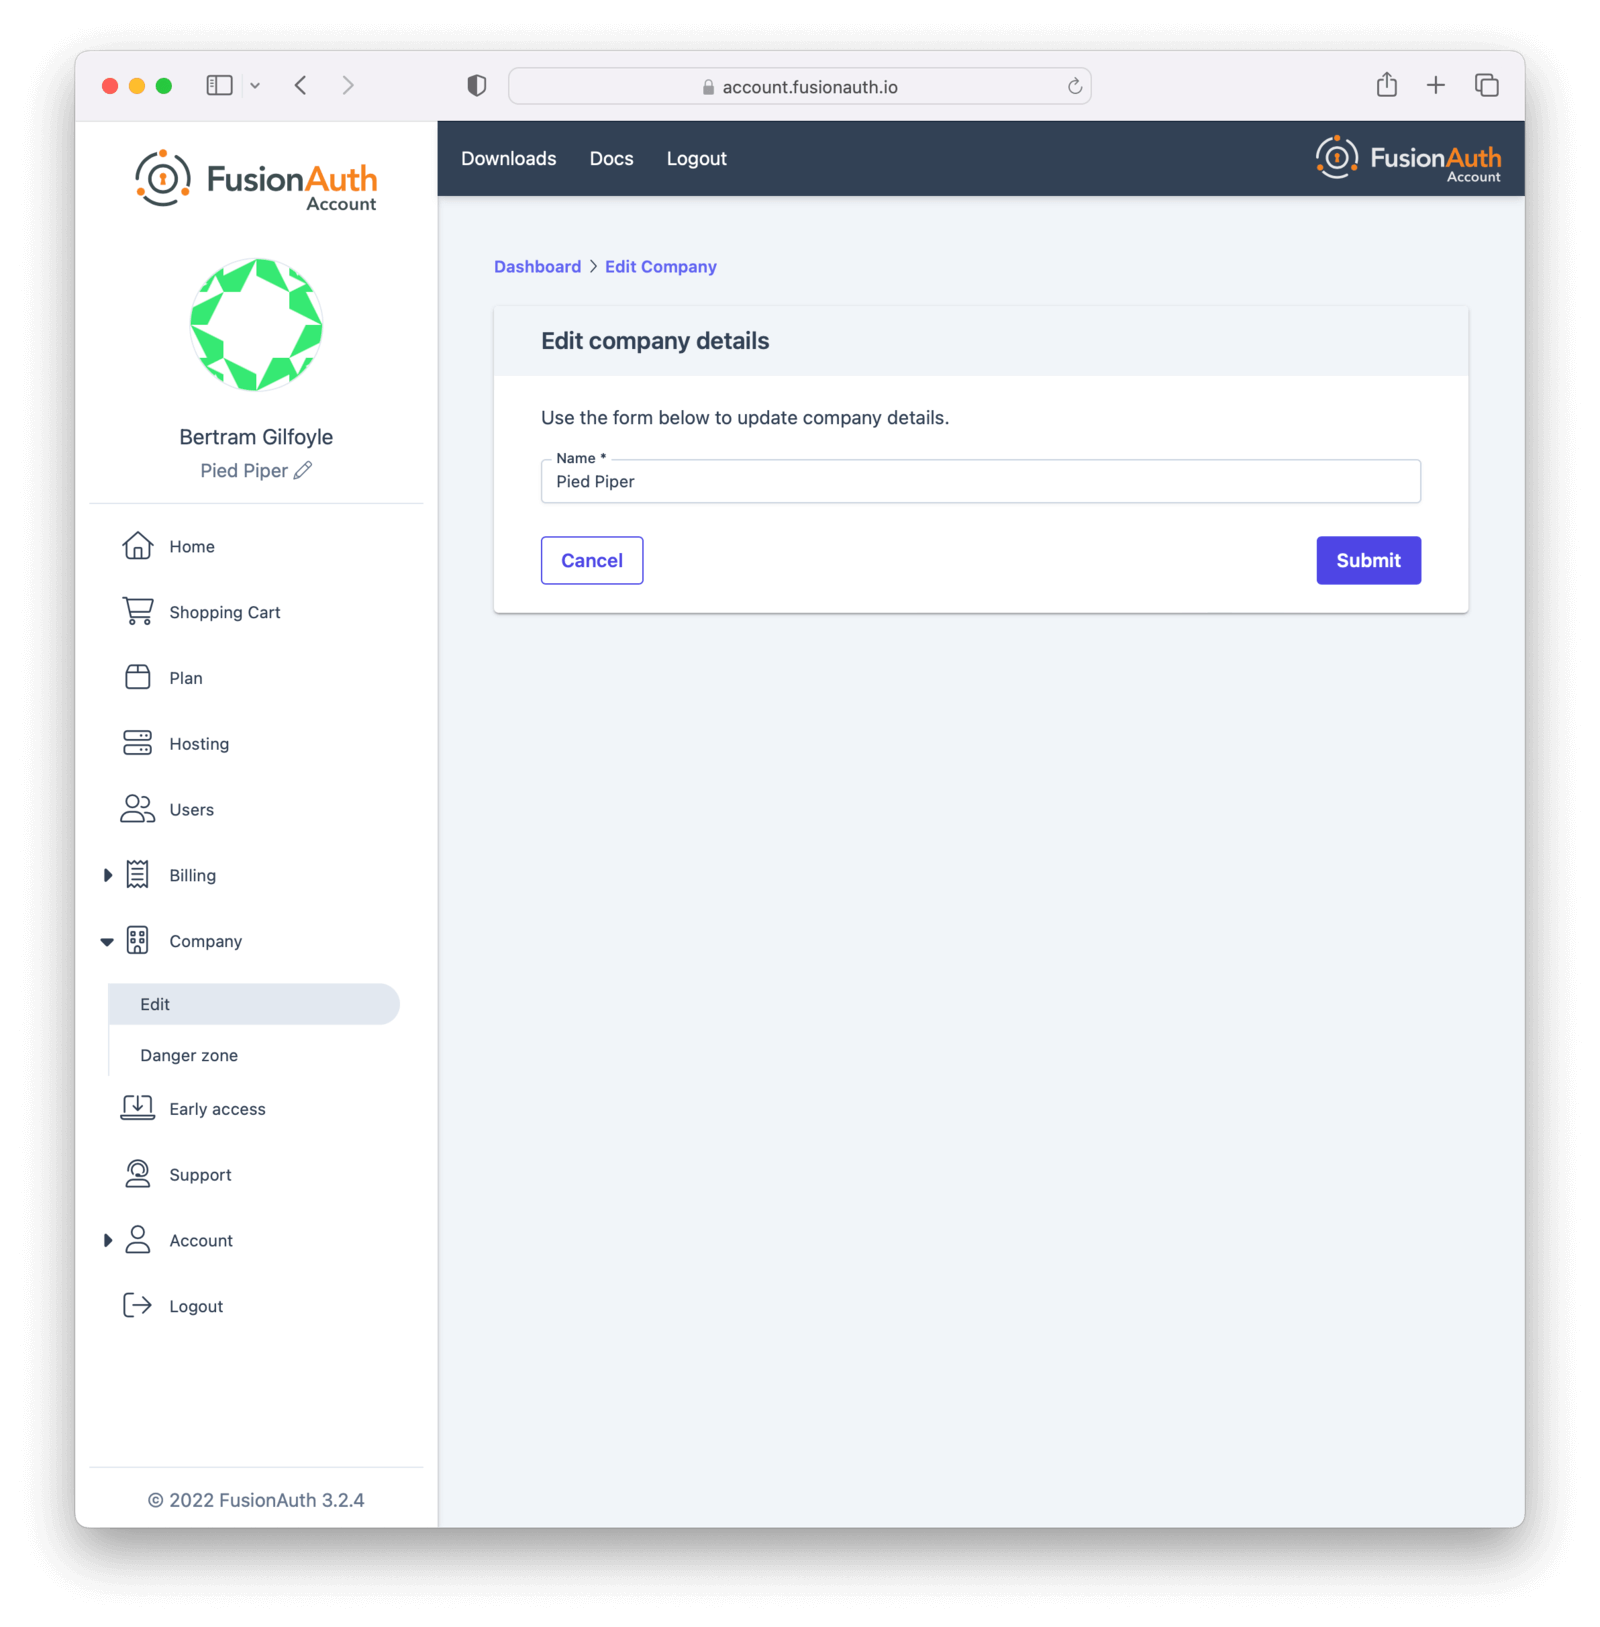 account.fusionauth.io
FusionAuth
Account
Downloads Docs Logout
FusionAuth
Account
Bertram Gilfoyle
Pied Piper
Home
Shopping Cart
Plan
Hosting
Users
Billing
Company
Edit
Danger zone
Early access
Support
Account
Logout
© 2022 FusionAuth 3.2.4
Dashboard > Edit Company
Edit company details
Use the form below to update company details.
Name *
Pied Piper
Cancel Submit